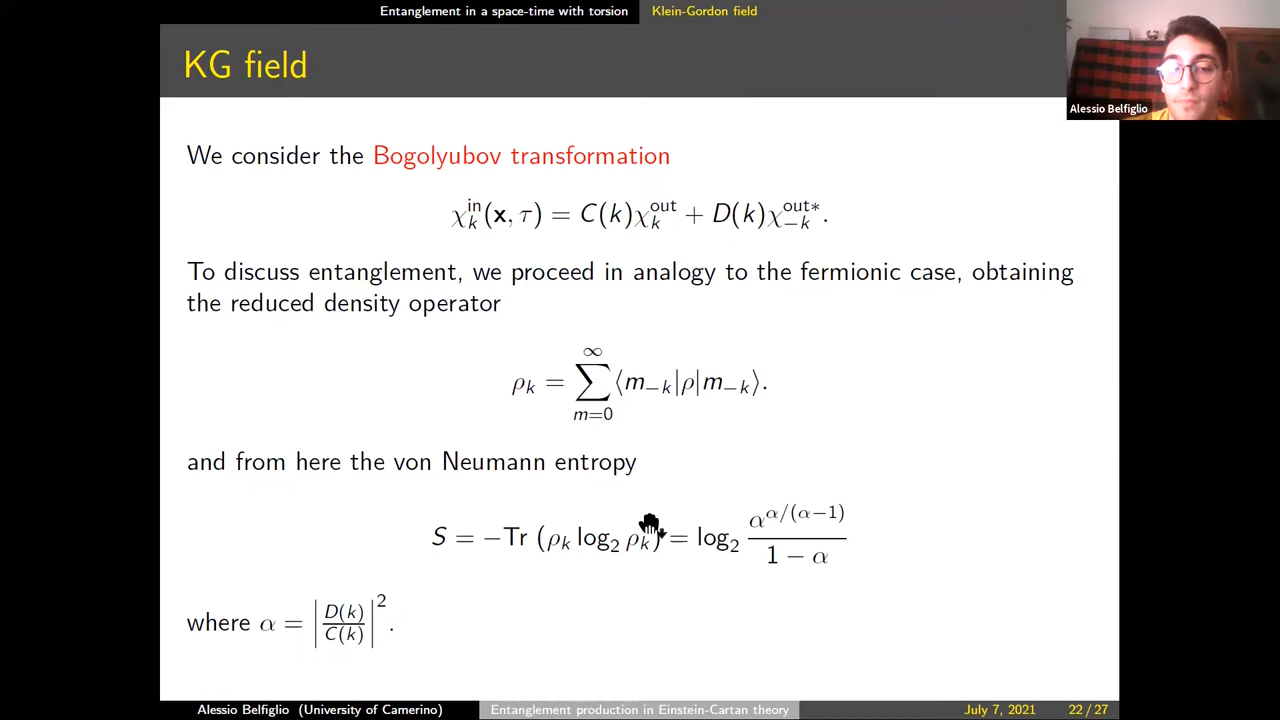 Entanglement in a space-time with torsion Klein-Gordon field
KG field
Alessio Belfiglio
We consider the Bogolyubov transformation
χ_k^in(x, τ) = C(k)χ_k^out + D(k)χ_{-k}^{out*}.
To discuss entanglement, we proceed in analogy to the fermionic case, obtaining
the reduced density operator
ρ_k = ∑_{m=0}^{∞} ⟨m_{-k}|ρ|m_{-k}⟩.
and from here the von Neumann entropy
S = −Tr (ρ_k log_2 ρ_k) = log_2 \frac{α^{α/(α−1)}}{1 − α}
where α = |\frac{D(k)}{C(k)}|^2.
Alessio Belfiglio (University of Camerino) Entanglement production in Einstein-Cartan theory July 7, 2021 22 / 27